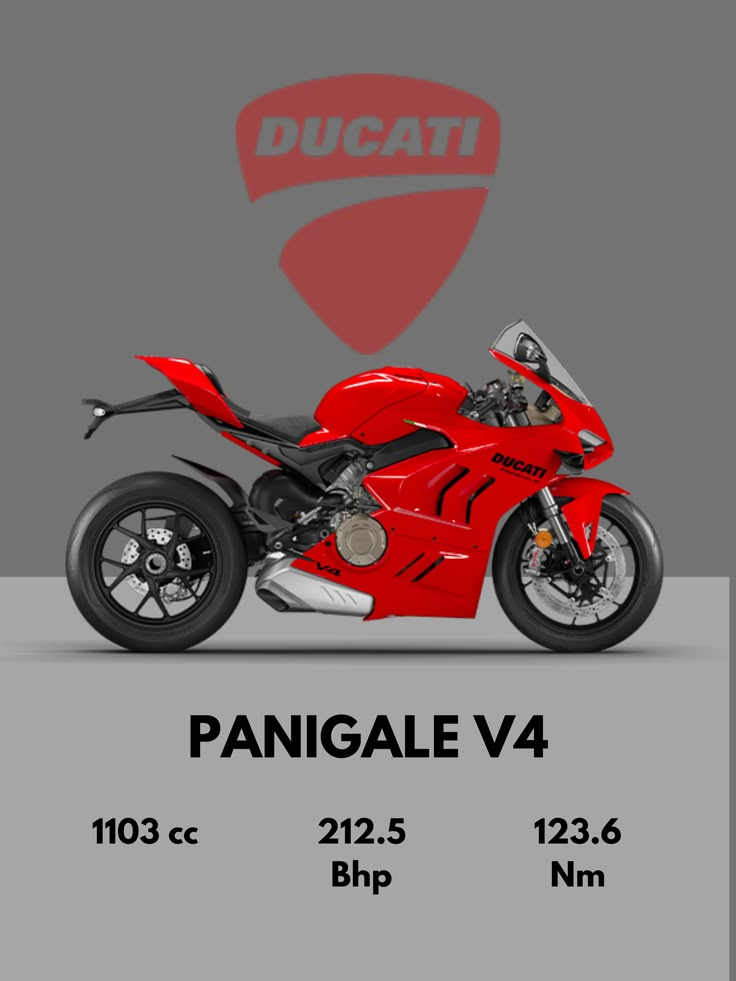 DUCATI
DUCATI
V4
PANIGALE V4
1103 cc
212.5
Bhp
123.6
Nm